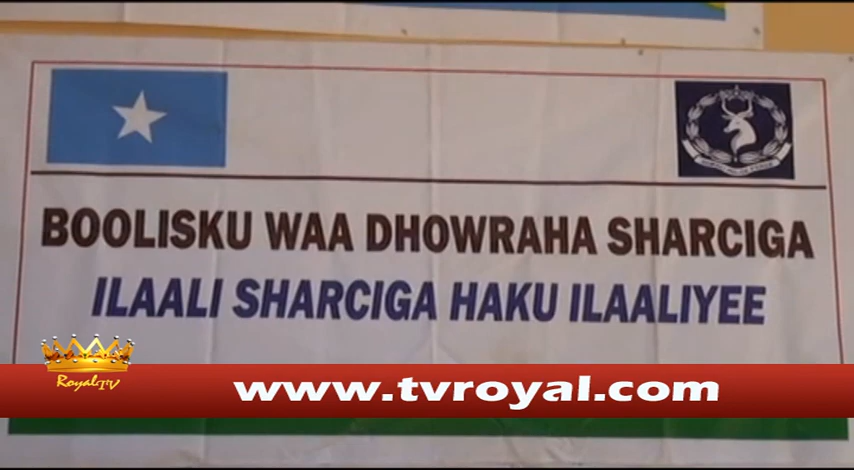 BOOLISKU WAA DHOWRAHA SHARCIGA
ILAALI SHARCIGA HAKU ILAALIYEE
RoyalTV
www.tvroyal.com